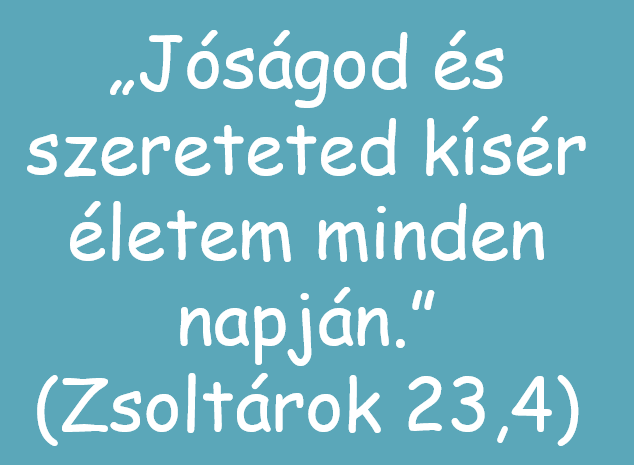 „Jóságod és
szereteted kísér
életem minden
napján.”
(Zsoltárok 23,4)